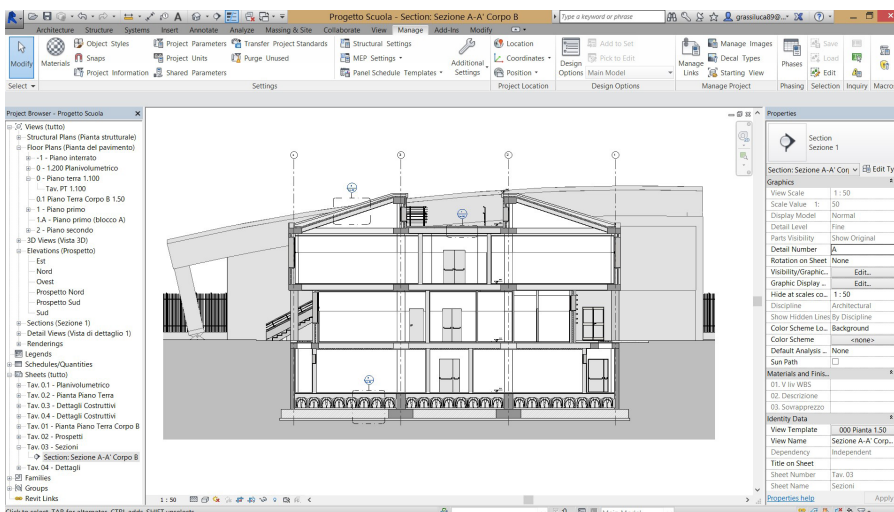 Progetto Scuola - Section: Sezione A-A' Corpo B
Type a keyword or phrase
grassiluca89@...
Architecture Structure Systems Insert Annotate Analyze Massing & Site Collaborate View Manage Add-Ins Modify
Modify
Materials
Object Styles
Snaps
Project Information
Project Parameters
Project Units
Shared Parameters
Transfer Project Standards
Purge Unused
Structural Settings
MEP Settings
Panel Schedule Templates
Additional Settings
Location
Coordinates
Position
Design Options
Add to Set
Pick to Edit
Main Model
Manage Links
Manage Images
Decal Types
Starting View
Phases
Save
Load
Edit
Select Settings Project Location Design Options Manage Project Phasing Selection Inquiry Macros
Project Browser - Progetto Scuola
Views (tutto)
Structural Plans (Pianta strutturale)
Floor Plans (Pianta del pavimento)
-1 - Piano interrato
0 - 1.200 Planivolumetrico
0 - Piano terra 1.100
Tav. PT 1.100
0.1 Piano Terra Corpo B 1.50
1 - Piano primo
1.A - Piano primo (blocco A)
2 - Piano secondo
3D Views (Vista 3D)
Elevations (Prospetto)
Est
Nord
Ovest
Prospetto Nord
Prospetto Sud
Sud
Sections (Sezione 1)
Detail Views (Vista di dettaglio 1)
Renderings
Legends
Schedules/Quantities
Sheets (tutto)
Tav. 0.1 - Planivolumetrico
Tav. 0.2 - Pianta Piano Terra
Tav. 0.3 - Dettagli Costruttivi
Tav. 0.4 - Dettagli Costruttivi
Tav. 01 - Pianta Piano Terra Corpo B
Tav. 02 - Prospetti
Tav. 03 - Sezioni
Section: Sezione A-A' Corpo B
Tav. 04 - Dettagli
Families
Groups
Revit Links
1 : 50
Properties
Section
Sezione 1
Section: Sezione A-A' Corp Edit Ty
Graphics
View Scale 1 : 50
Scale Value 1: 50
Display Model Normal
Detail Level Fine
Parts Visibility Show Original
Detail Number A
Rotation on Sheet None
Visibility/Graphic... Edit...
Graphic Display ... Edit...
Hide at scales co... 1 : 50
Discipline Architectural
Show Hidden Lines By Discipline
Color Scheme Lo... Background
Color Scheme <none>
Default Analysis ... None
Sun Path
Materials and Finis...
01. V liv WBS
02. Descrizione
03. Sovrapprezzo
Identity Data
View Template 000 Pianta 1.50
View Name Sezione A-A' Corp...
Dependency Independent
Title on Sheet
Sheet Number Tav. 03
Sheet Name Sezioni
Properties help Apply